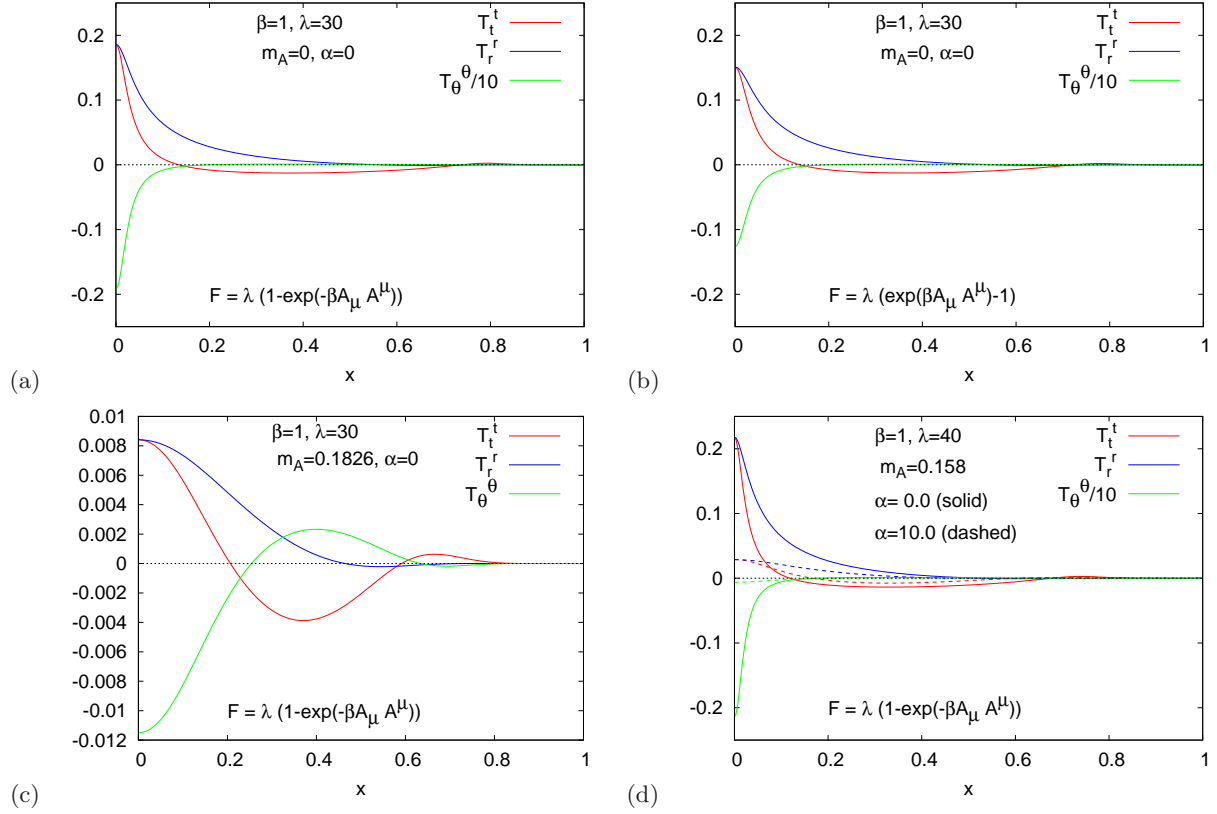 β=1, λ=30
m_A=0, α=0
T_t^t
T_r^r
T_θ^θ/10
0.2
0.1
0
-0.1
-0.2
F = λ (1-exp(-βA_μ A^μ))
0 0.2 0.4 0.6 0.8 1
x
(a)
β=1, λ=30
m_A=0, α=0
T_t^t
T_r^r
T_θ^θ/10
0.2
0.1
0
-0.1
-0.2
F = λ (exp(βA_μ A^μ)-1)
0 0.2 0.4 0.6 0.8 1
x
(b)
β=1, λ=30
m_A=0.1826, α=0
T_t^t
T_r^r
T_θ^θ
0.01
0.008
0.006
0.004
0.002
0
-0.002
-0.004
-0.006
-0.008
-0.01
-0.012
F = λ (1-exp(-βA_μ A^μ))
0 0.2 0.4 0.6 0.8 1
x
(c)
β=1, λ=40
m_A=0.158
α= 0.0 (solid)
α=10.0 (dashed)
T_t^t
T_r^r
T_θ^θ/10
0.2
0.1
0
-0.1
-0.2
F = λ (1-exp(-βA_μ A^μ))
0 0.2 0.4 0.6 0.8 1
x
(d)